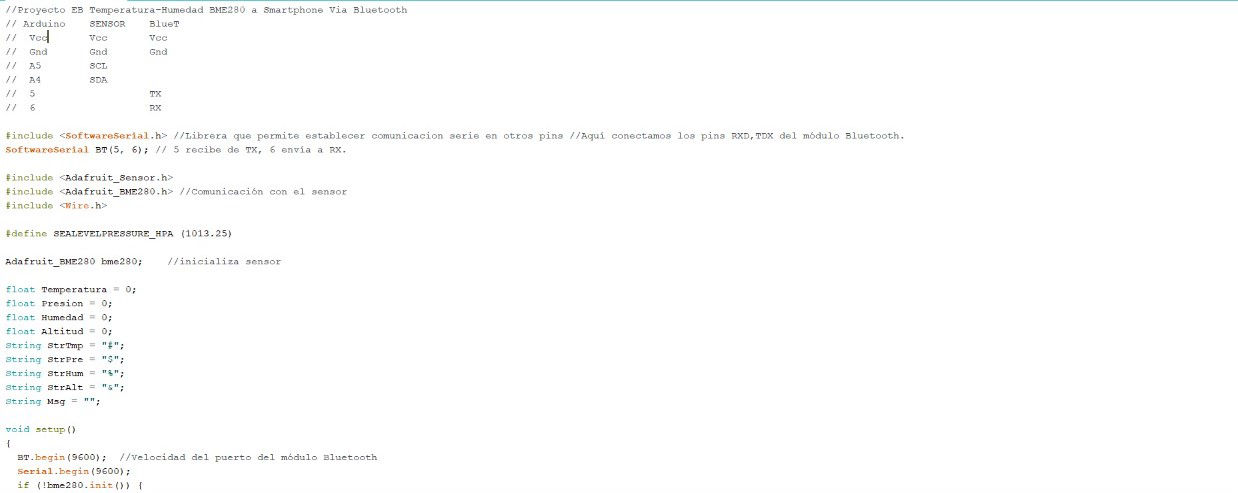 //Proyecto EB Temperatura-Humedad BME280 a Smartphone Via Bluetooth
// Arduino    SENSOR    BlueT
//  Vcc       Vcc       Vcc
//  Gnd       Gnd       Gnd
//  A5        SCL
//  A4        SDA
//  5                   TX
//  6                   RX

#include <SoftwareSerial.h> //Librera que permite establecer comunicacion serie en otros pins //Aquí conectamos los pins RXD,TDX del módulo Bluetooth.
SoftwareSerial BT(5, 6); // 5 recibe de TX, 6 envia a RX.

#include <Adafruit_Sensor.h>
#include <Adafruit_BME280.h> //Comunicación con el sensor
#include <Wire.h>

#define SEALEVELPRESSURE_HPA (1013.25)

Adafruit_BME280 bme280;    //inicializa sensor

float Temperatura = 0;
float Presion = 0;
float Humedad = 0;
float Altitud = 0;
String StrTmp = "#";
String StrPre = "$";
String StrHum = "%";
String StrAlt = "&";
String Msg = "";

void setup()
{
  BT.begin(9600);  //Velocidad del puerto del módulo Bluetooth
  Serial.begin(9600);
  if (!bme280.init()) {